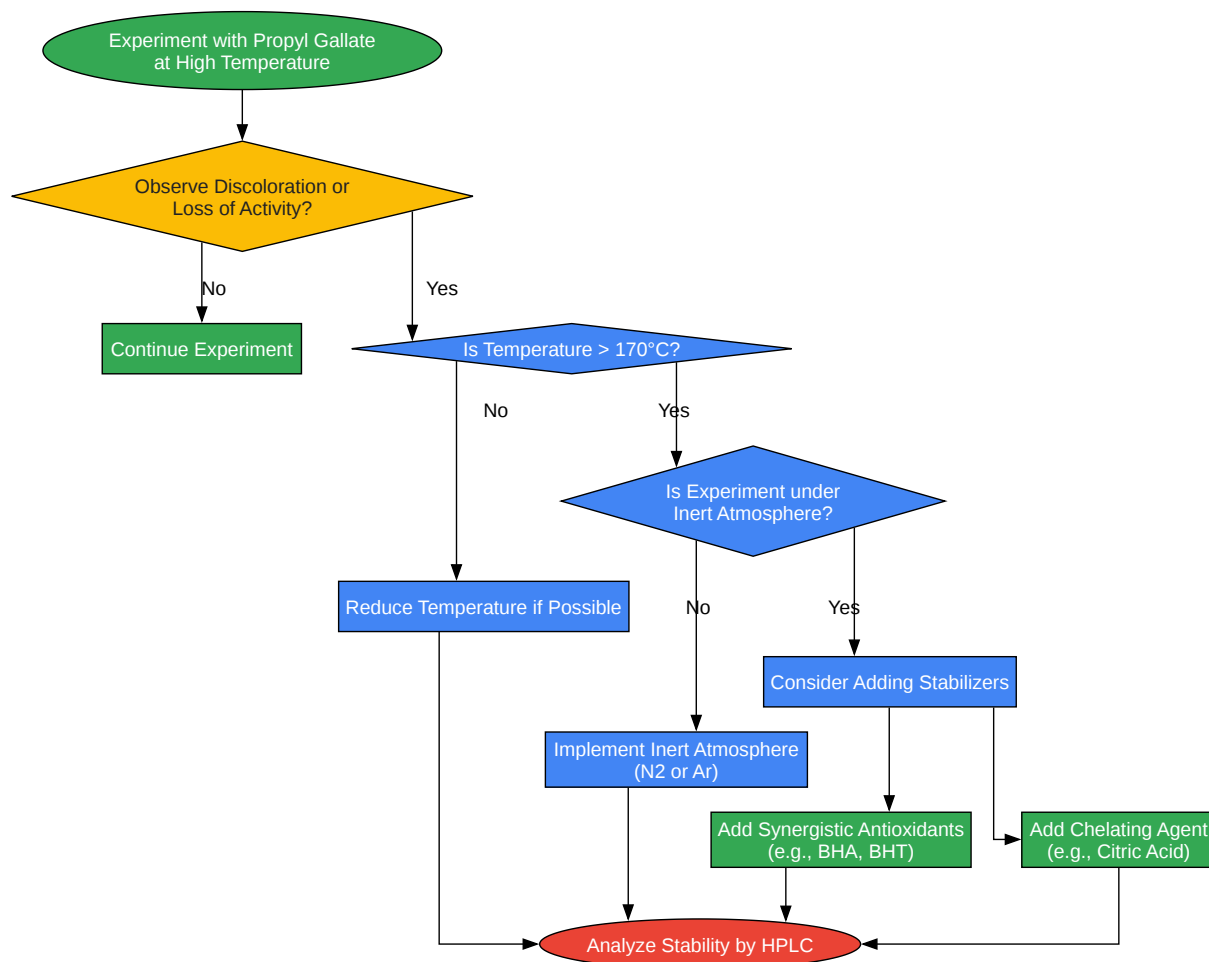 Experiment with Propyl Gallate
at High Temperature
Observe Discoloration or
Loss of Activity?
No
Yes
Continue Experiment
Is Temperature > 170°C?
No
Yes
Is Experiment under
Inert Atmosphere?
Reduce Temperature if Possible
No
Yes
Consider Adding Stabilizers
Implement Inert Atmosphere
(N2 or Ar)
Add Synergistic Antioxidants
(e.g., BHA, BHT)
Add Chelating Agent
(e.g., Citric Acid)
Analyze Stability by HPLC